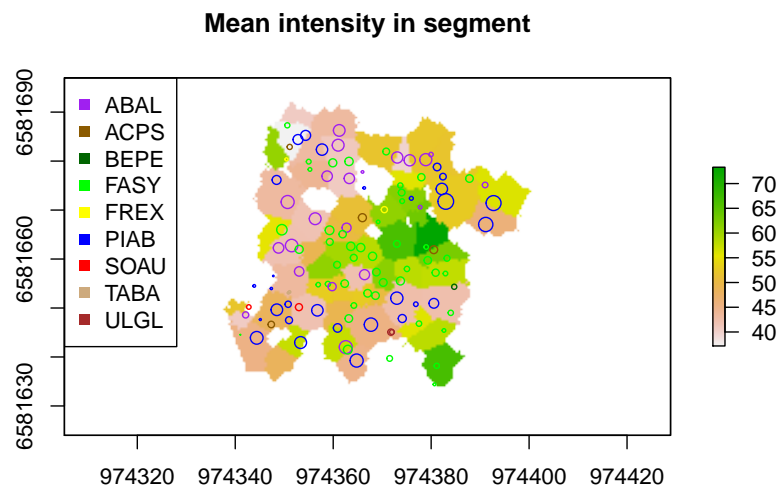 Mean intensity in segment
6581690
6581660
6581630
ABAL
ACPS
BEPE
FASY
FREX
PIAB
SOAU
TABA
ULGL
70
65
60
55
50
45
40
974320 974340 974360 974380 974400 974420